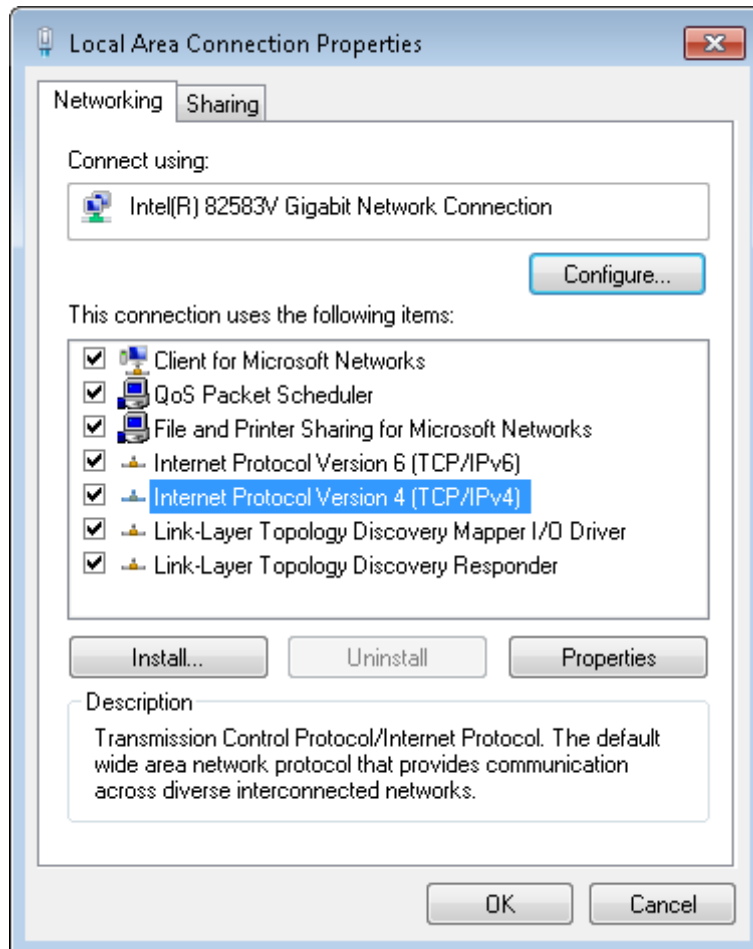 Local Area Connection Properties
Networking
Sharing
Connect using:
Intel(R) 82583V Gigabit Network Connection
Configure...
This connection uses the following items:
Client for Microsoft Networks
QoS Packet Scheduler
File and Printer Sharing for Microsoft Networks
Internet Protocol Version 6 (TCP/IPv6)
Internet Protocol Version 4 (TCP/IPv4)
Link-Layer Topology Discovery Mapper I/O Driver
Link-Layer Topology Discovery Responder
Install...
Uninstall
Properties
Description
Transmission Control Protocol/Internet Protocol. The default
wide area network protocol that provides communication
across diverse interconnected networks.
OK
Cancel